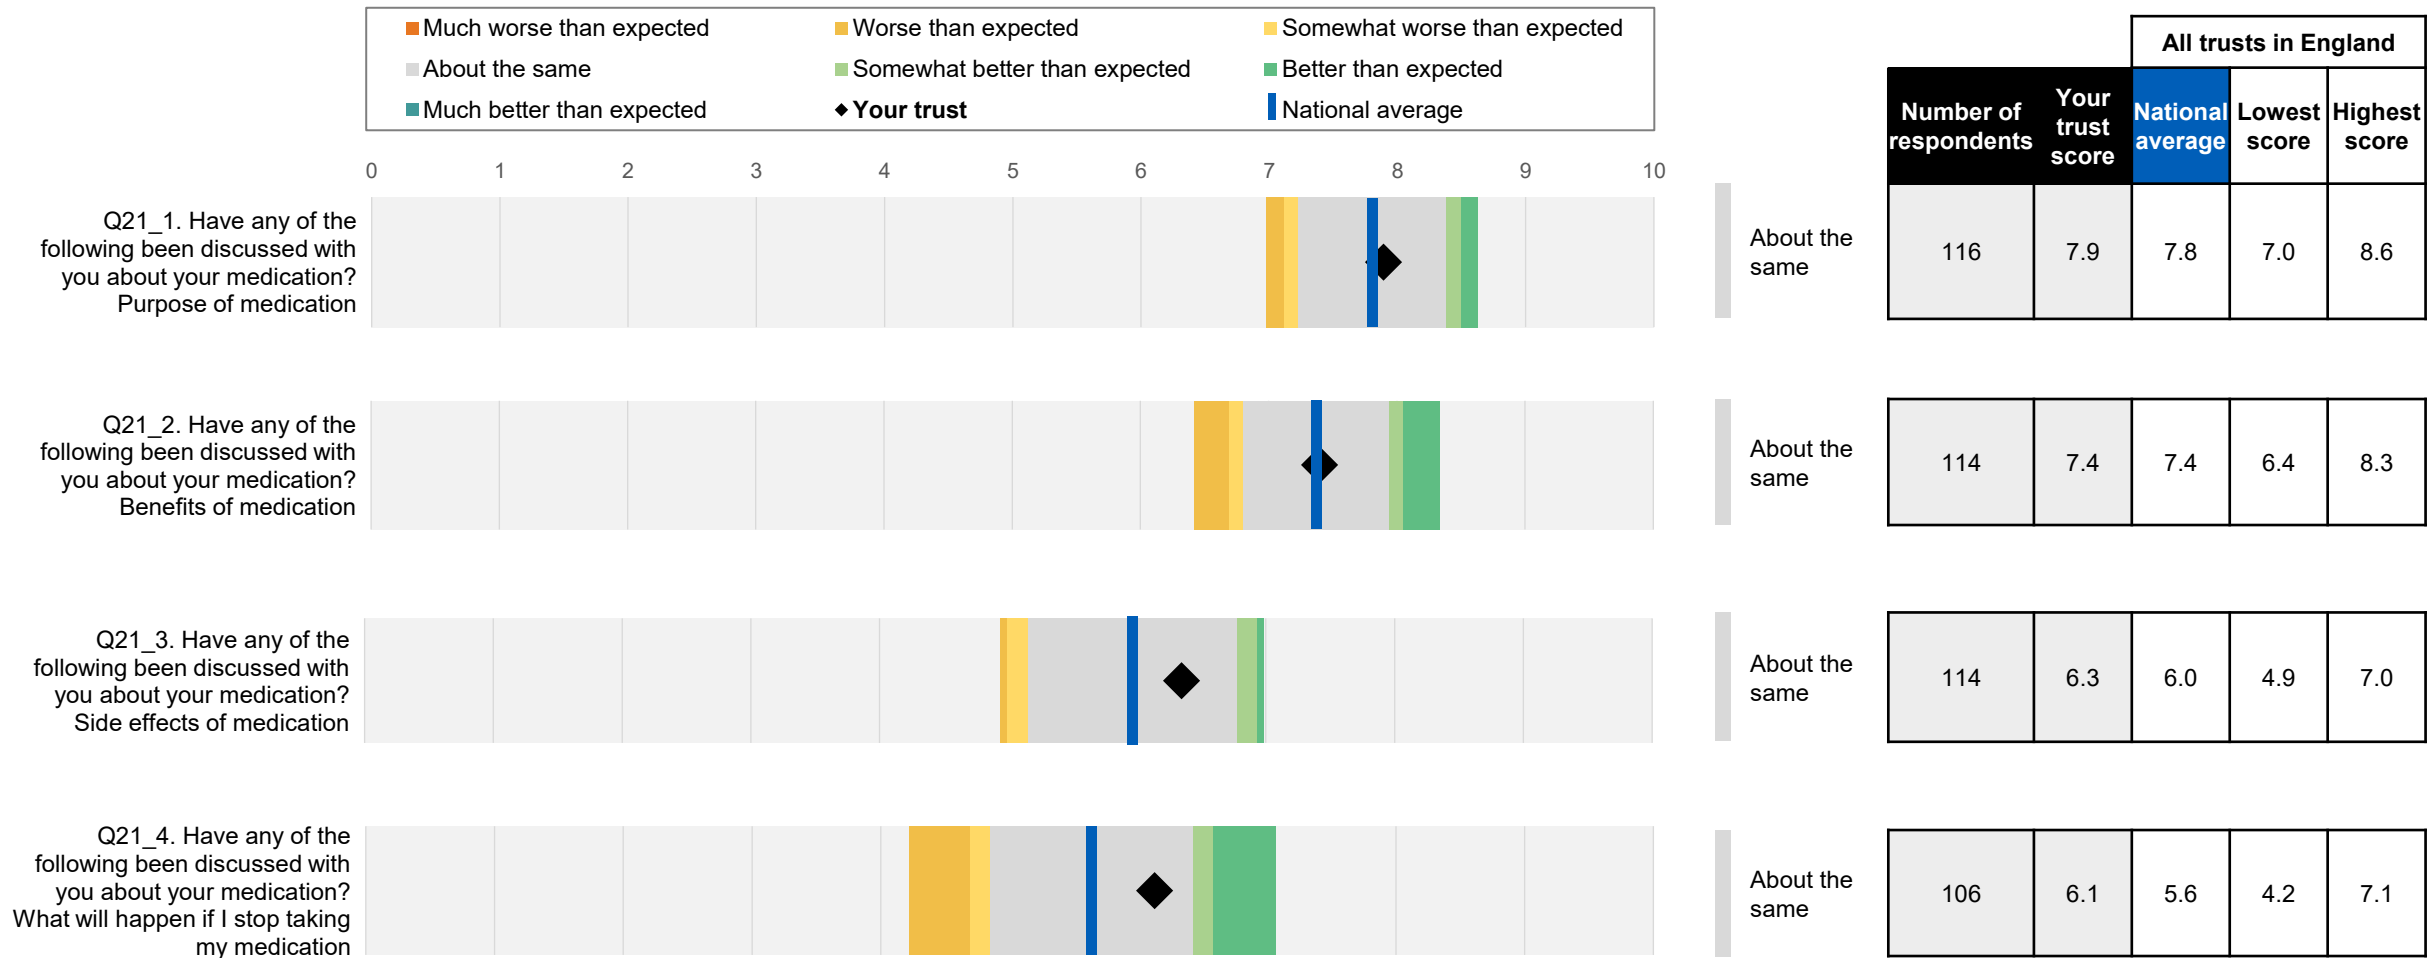 Much worse than expected
Worse than expected
Somewhat worse than expected
About the same
Somewhat better than expected
Better than expected
Much better than expected
Your trust
National average
All trusts in England
Number of
respondents
Your
trust
score
National
average
Lowest
score
Highest
score
0 1 2 3 4 5 6 7 8 9 10
Q21_1. Have any of the
following been discussed with
you about your medication?
Purpose of medication
About the
same
116 7.9 7.8 7.0 8.6
Q21_2. Have any of the
following been discussed with
you about your medication?
Benefits of medication
About the
same
114 7.4 7.4 6.4 8.3
Q21_3. Have any of the
following been discussed with
you about your medication?
Side effects of medication
About the
same
114 6.3 6.0 4.9 7.0
Q21_4. Have any of the
following been discussed with
you about your medication?
What will happen if I stop taking
my medication
About the
same
106 6.1 5.6 4.2 7.1